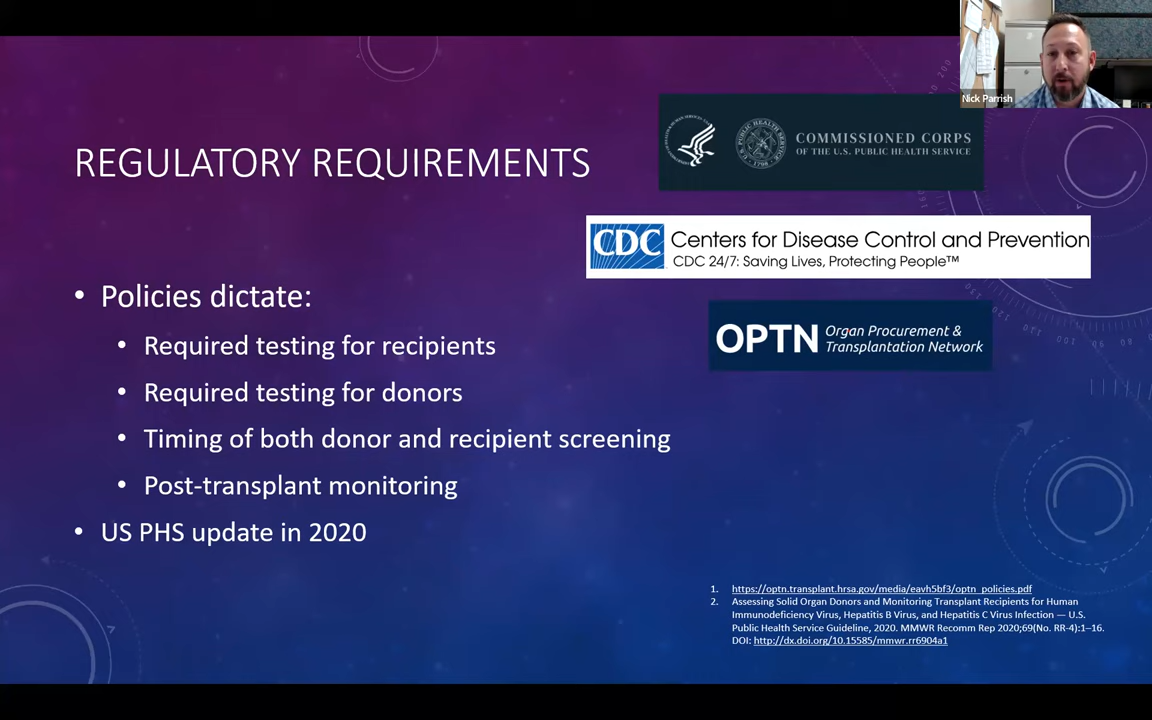 Nick Parrish
REGULATORY REQUIREMENTS
COMMISSIONED CORPS
OF THE U.S. PUBLIC HEALTH SERVICE
CDC
Centers for Disease Control and Prevention
CDC 24/7: Saving Lives, Protecting People™
OPTN
Organ Procurement &
Transplantation Network
• Policies dictate:
• Required testing for recipients
• Required testing for donors
• Timing of both donor and recipient screening
• Post-transplant monitoring
• US PHS update in 2020
1. https://optn.transplant.hrsa.gov/media/eavh5bf3/optn_policies.pdf
2. Assessing Solid Organ Donors and Monitoring Transplant Recipients for Human
Immunodeficiency Virus, Hepatitis B Virus, and Hepatitis C Virus Infection — U.S.
Public Health Service Guideline, 2020. MMWR Recomm Rep 2020;69(No. RR-4):1–16.
DOI: http://dx.doi.org/10.15585/mmwr.rr6904a1